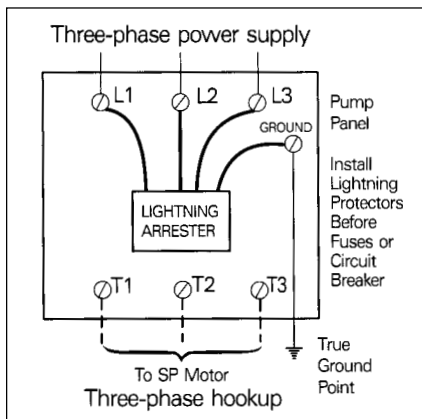 Three-phase power supply
L1
L2
L3
GROUND
Pump
Panel
LIGHTNING
ARRESTER
Install
Lightning
Protectors
Before
Fuses or
Circuit
Breaker
T1
T2
T3
To SP Motor
Three-phase hookup
True
Ground
Point